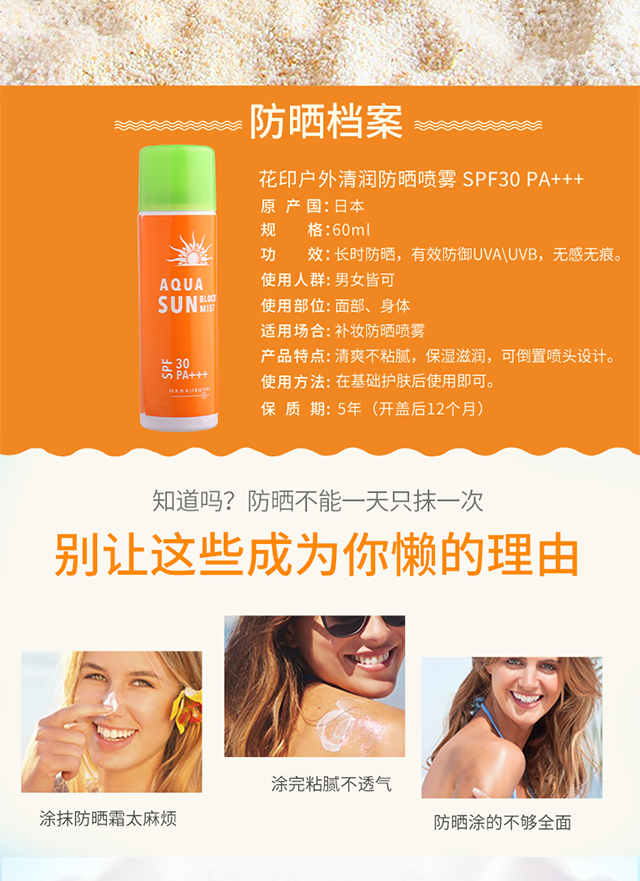 防晒档案
花印户外清润防晒喷雾 SPF30 PA+++
原产国：日本
规格：60ml
功效：长时防晒，有效防御UVA\UVB，无感无痕。
使用人群：男女皆可
使用部位：面部、身体
适用场合：补妆防晒喷雾
产品特点：清爽不粘腻，保湿滋润，可倒置喷头设计。
使用方法：在基础护肤后使用即可。
保质期：5年（开盖后12个月）
AQUA
SUN BLOCK
MIST
SPF 30
PA+++
知道吗？防晒不能一天只抹一次
别让这些成为你懒的理由
涂抹防晒霜太麻烦
涂完粘腻不透气
防晒涂的不够全面